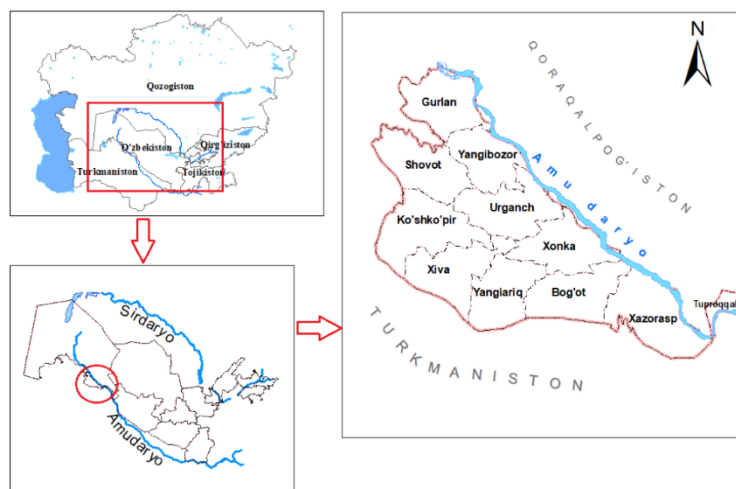 Qozogiston
O'zbekiston
Qirg'iziston
Turkmaniston
Tojikiston
Sirdaryo
Amudaryo
N
QORAQALPOG'ISTON
Gurlan
Shovot
Yangibozor
Amu daryo
Urganch
Ko'shko'pir
Xonka
Xiva
Yangiariq
Bog'ot
Xazorasp
Tuproqqal
TURKMANISTON